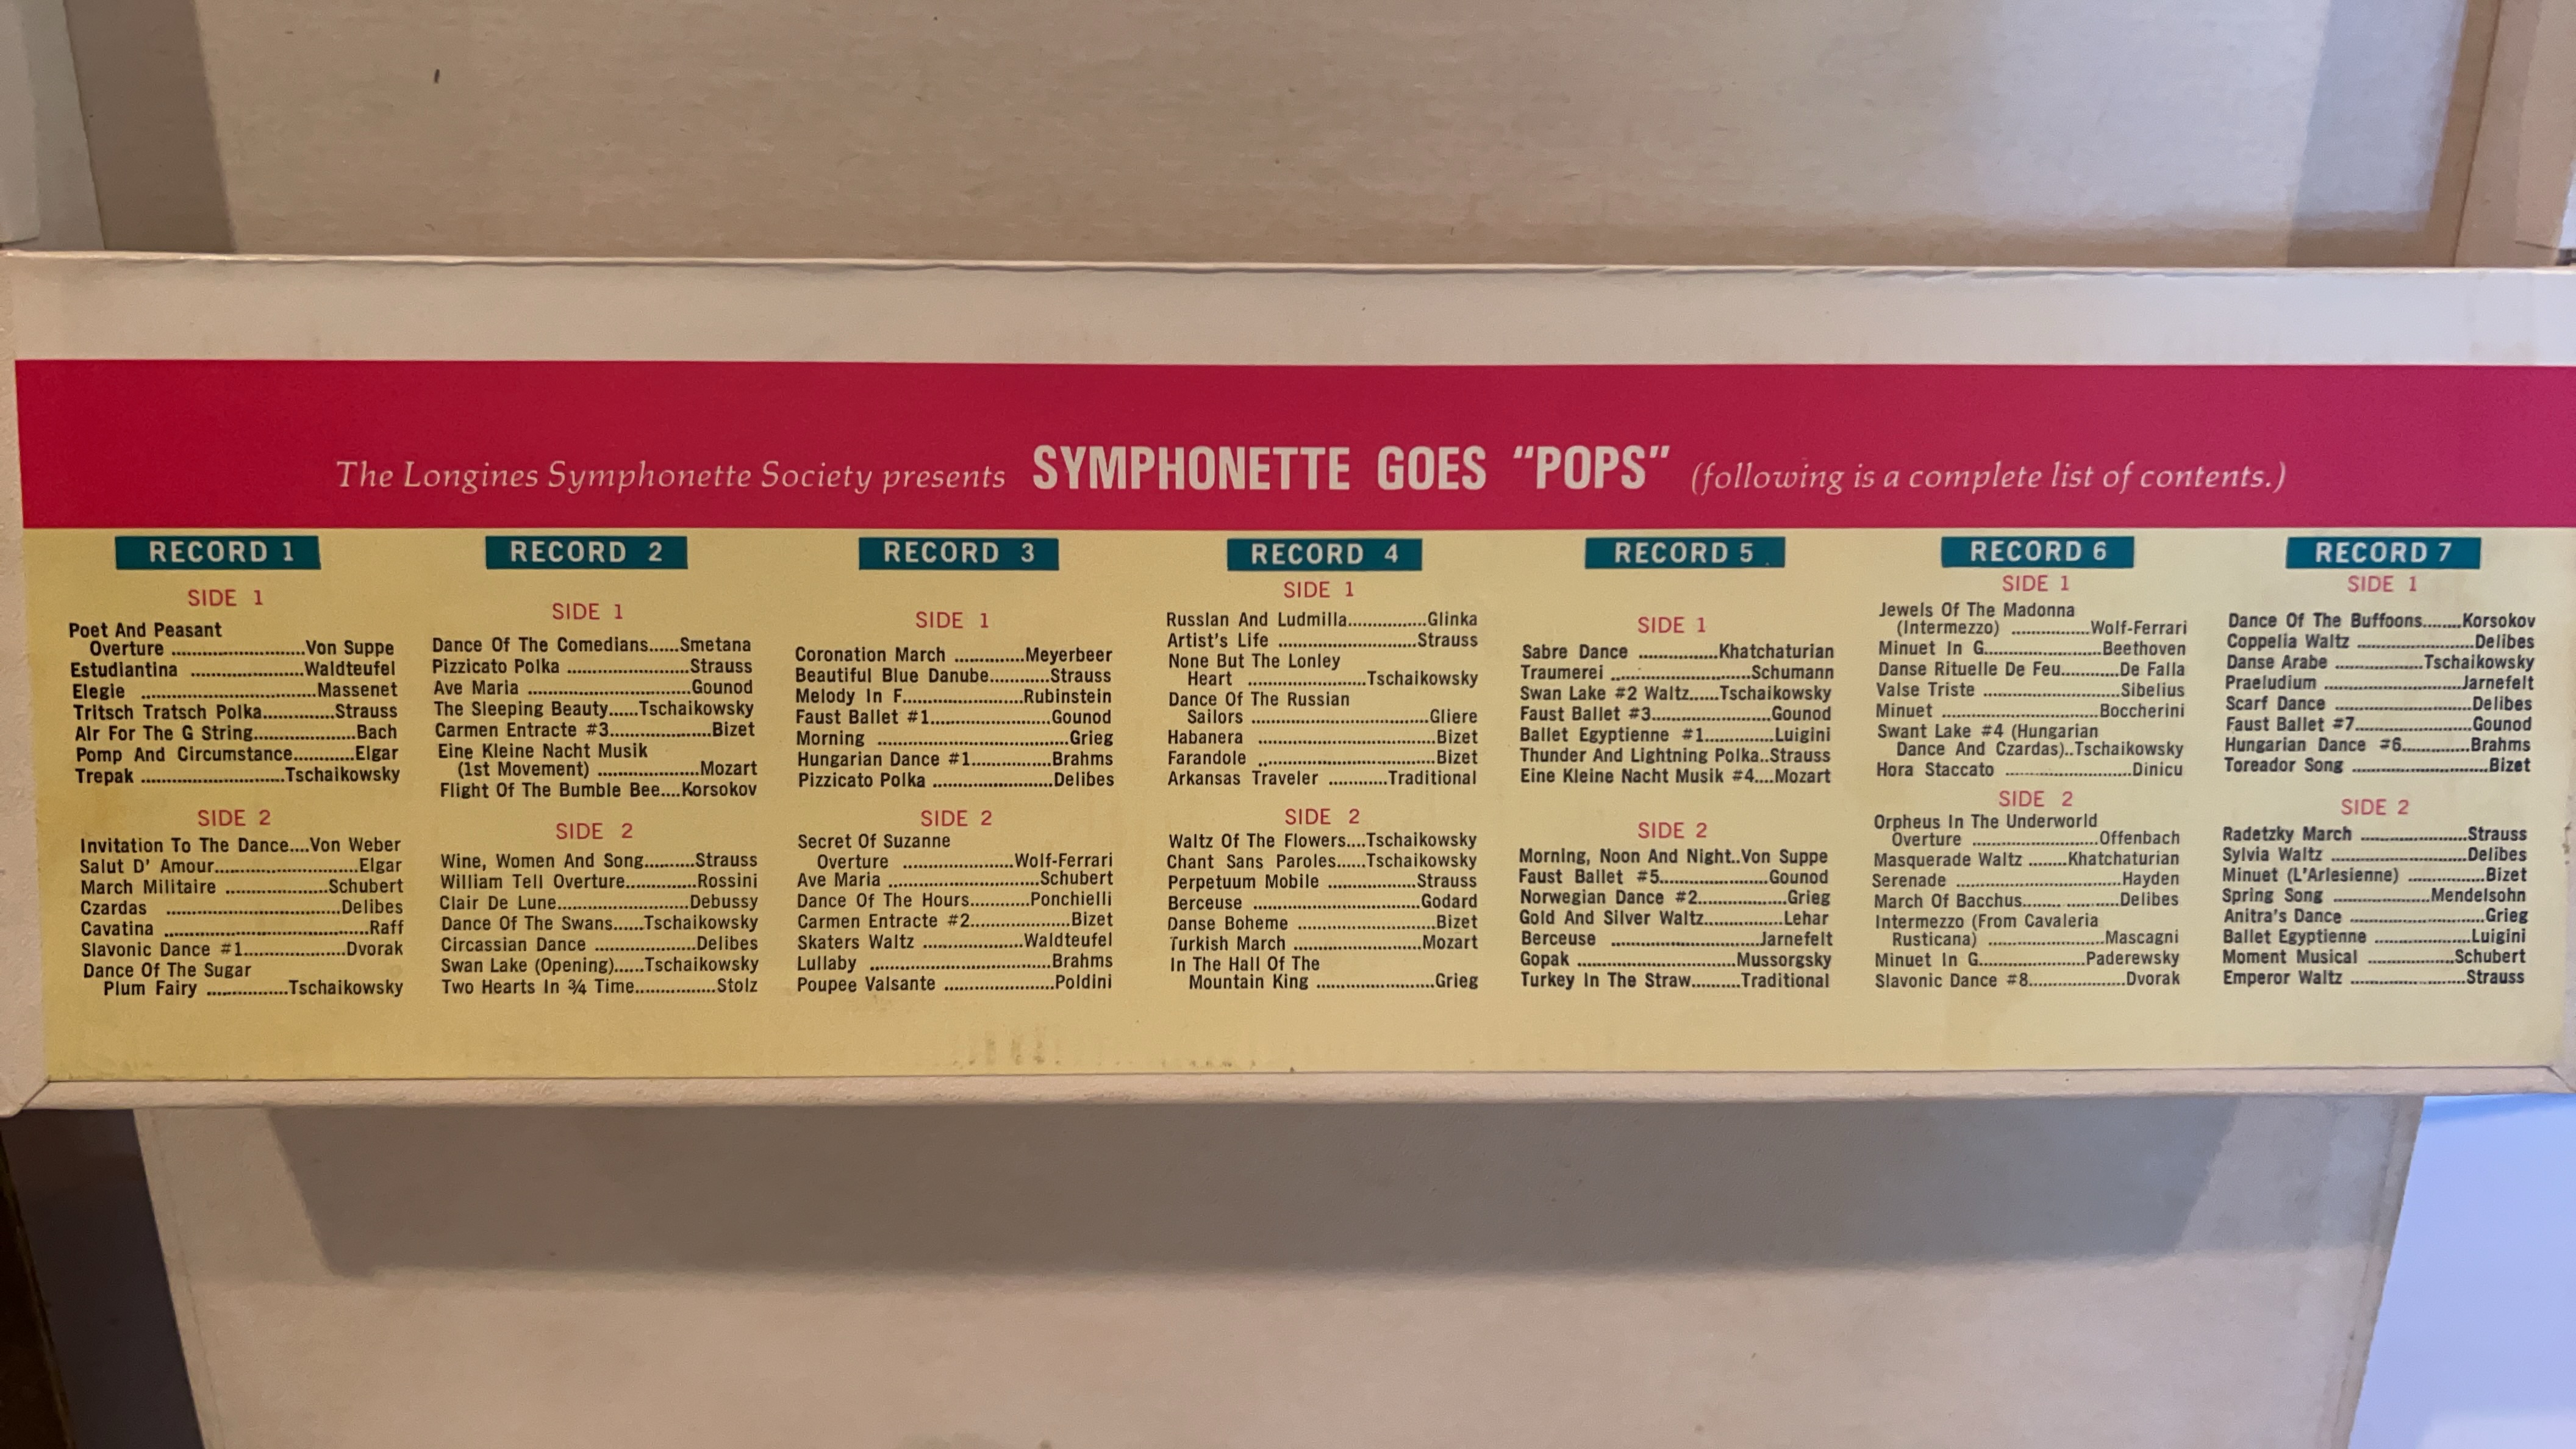 The Longines Symphonette Society presents SYMPHONETTE GOES "POPS" (following is a complete list of contents.)
RECORD 1
SIDE 1
Poet And Peasant
Overture ..........................Von Suppe
Estudiantina ......................Waldteufel
Elegie ..................................Massenet
Tritsch Tratsch Polka..............Strauss
Air For The G String....................Bach
Pomp And Circumstance............Elgar
Trepak ............................Tschaikowsky
SIDE 2
Invitation To The Dance....Von Weber
Salut D' Amour............................Elgar
March Militaire ....................Schubert
Czardas ..................................Delibes
Cavatina ........................................Raff
Slavonic Dance #1....................Dvorak
Dance Of The Sugar
Plum Fairy ................Tschaikowsky
RECORD 2
SIDE 1
Dance Of The Comedians......Smetana
Pizzicato Polka ........................Strauss
Ave Maria ................................Gounod
The Sleeping Beauty......Tschaikowsky
Carmen Entracte #3....................Bizet
Eine Kleine Nacht Musik
(1st Movement) ....................Mozart
Flight Of The Bumble Bee....Korsokov
SIDE 2
Wine, Women And Song..........Strauss
William Tell Overture..............Rossini
Clair De Lune..........................Debussy
Dance Of The Swans......Tschaikowsky
Circassian Dance ....................Delibes
Swan Lake (Opening)......Tschaikowsky
Two Hearts In ¾ Time................Stolz
RECORD 3
SIDE 1
Coronation March ..............Meyerbeer
Beautiful Blue Danube............Strauss
Melody In F........................Rubinstein
Faust Ballet #1........................Gounod
Morning ......................................Grieg
Hungarian Dance #1................Brahms
Pizzicato Polka ........................Delibes
SIDE 2
Secret Of Suzanne
Overture ......................Wolf-Ferrari
Ave Maria ..............................Schubert
Dance Of The Hours............Ponchielli
Carmen Entracte #2....................Bizet
Skaters Waltz ....................Waldteufel
Lullaby ....................................Brahms
Poupee Valsante ......................Poldini
RECORD 4
SIDE 1
Russlan And Ludmilla................Glinka
Artist's Life ............................Strauss
None But The Lonley
Heart ........................Tschaikowsky
Dance Of The Russian
Sailors ....................................Gliere
Habanera ....................................Bizet
Farandole ....................................Bizet
Arkansas Traveler ............Traditional
SIDE 2
Waltz Of The Flowers....Tschaikowsky
Chant Sans Paroles......Tschaikowsky
Perpetuum Mobile ..................Strauss
Berceuse ..................................Godard
Danse Boheme ............................Bizet
Turkish March ..........................Mozart
In The Hall Of The
Mountain King ........................Grieg
RECORD 5
SIDE 1
Sabre Dance ................Khatchaturian
Traumerei ............................Schumann
Swan Lake #2 Waltz......Tschaikowsky
Faust Ballet #3........................Gounod
Ballet Egyptienne #1..............Luigini
Thunder And Lightning Polka..Strauss
Eine Kleine Nacht Musik #4....Mozart
SIDE 2
Morning, Noon And Night..Von Suppe
Faust Ballet #5......................Gounod
Norwegian Dance #2..................Grieg
Gold And Silver Waltz................Lehar
Berceuse ..............................Jarnefelt
Gopak ................................Mussorgsky
Turkey In The Straw..........Traditional
RECORD 6
SIDE 1
Jewels Of The Madonna
(Intermezzo) ................Wolf-Ferrari
Minuet In G........................Beethoven
Danse Rituelle De Feu............De Falla
Valse Triste ............................Sibelius
Minuet ................................Boccherini
Swant Lake #4 (Hungarian
Dance And Czardas)..Tschaikowsky
Hora Staccato ..........................Dinicu
SIDE 2
Orpheus In The Underworld
Overture ..........................Offenbach
Masquerade Waltz ........Khatchaturian
Serenade ..................................Hayden
March Of Bacchus....................Delibes
Intermezzo (From Cavaleria
Rusticana) ........................Mascagni
Minuet In G......................Paderewsky
Slavonic Dance #8....................Dvorak
RECORD 7
SIDE 1
Dance Of The Buffoons........Korsokov
Coppelia Waltz ........................Delibes
Danse Arabe ..................Tschaikowsky
Praeludium ............................Jarnefelt
Scarf Dance ............................Delibes
Faust Ballet #7........................Gounod
Hungarian Dance #6................Brahms
Toreador Song ............................Bizet
SIDE 2
Radetzky March ......................Strauss
Sylvia Waltz ............................Delibes
Minuet (L'Arlesienne) ................Bizet
Spring Song ....................Mendelsohn
Anitra's Dance ............................Grieg
Ballet Egyptienne ....................Luigini
Moment Musical ....................Schubert
Emperor Waltz ........................Strauss